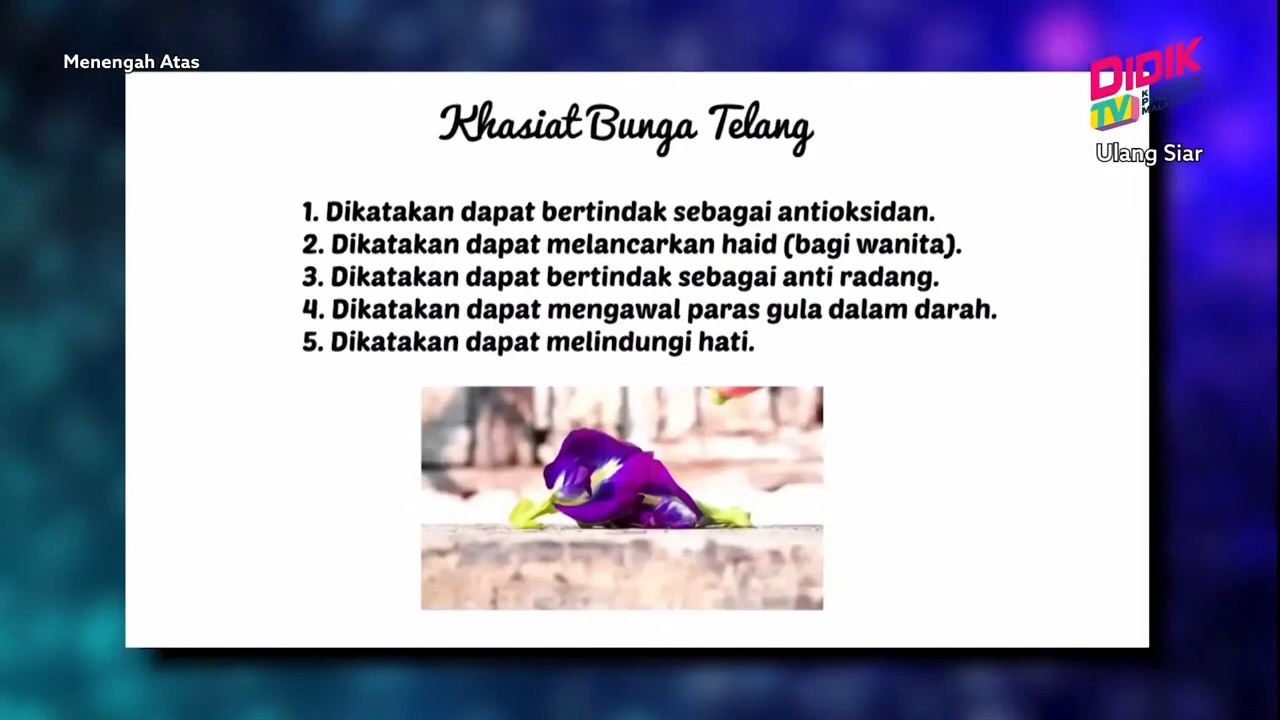 Menengah Atas
DIDIK
TV
Ulang Siar
Khasiat Bunga Telang
1. Dikatakan dapat bertindak sebagai antioksidan.
2. Dikatakan dapat melancarkan haid (bagi wanita).
3. Dikatakan dapat bertindak sebagai anti radang.
4. Dikatakan dapat mengawal paras gula dalam darah.
5. Dikatakan dapat melindungi hati.